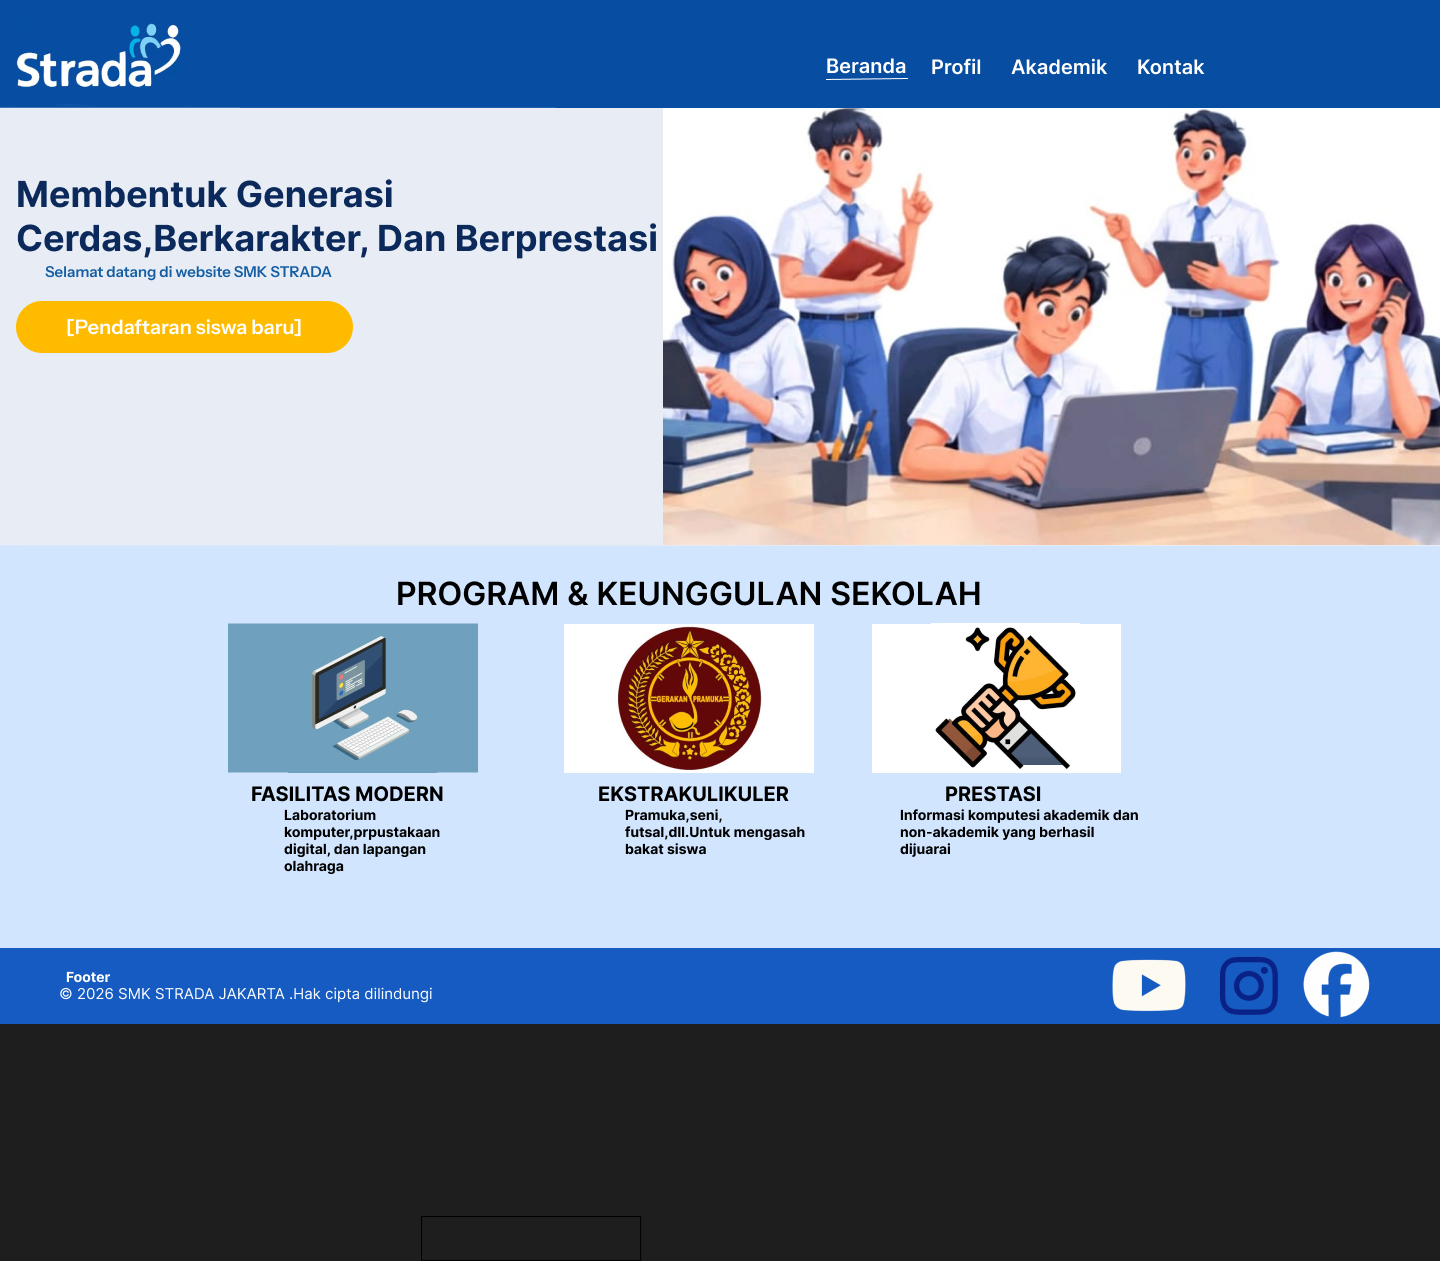 Strada
Beranda Profil Akademik Kontak
Membentuk Generasi
Cerdas,Berkarakter, Dan Berprestasi
Selamat datang di website SMK STRADA
[Pendaftaran siswa baru]
PROGRAM & KEUNGGULAN SEKOLAH
GERAKAN PRAMUKA
FASILITAS MODERN
Laboratorium
komputer,prpustakaan
digital, dan lapangan
olahraga
EKSTRAKULIKULER
Pramuka,seni,
futsal,dll.Untuk mengasah
bakat siswa
PRESTASI
Informasi komputesi akademik dan
non-akademik yang berhasil
dijuarai
Footer
© 2026 SMK STRADA JAKARTA .Hak cipta dilindungi